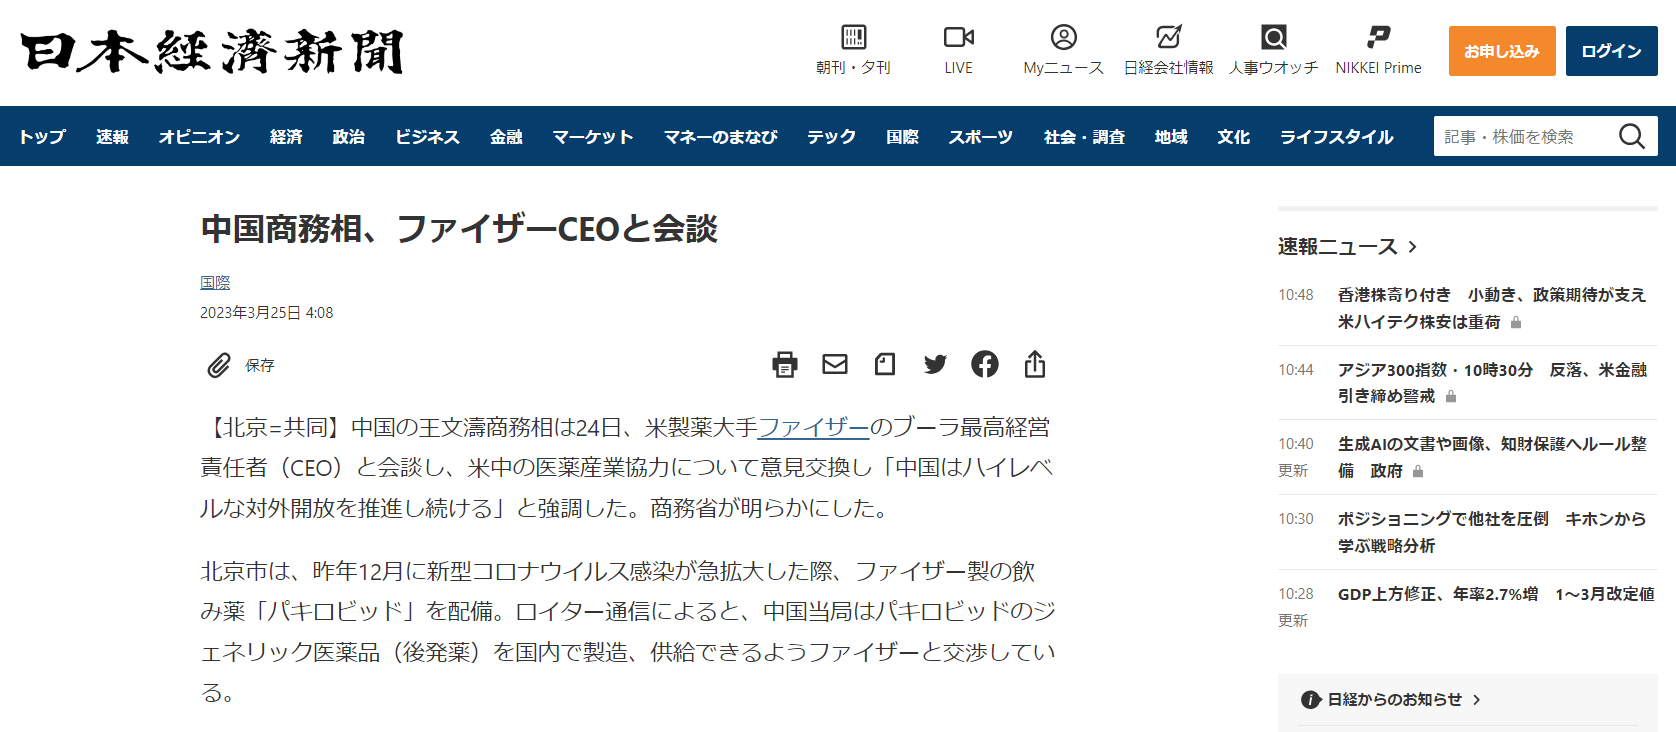 日本経済新聞
朝刊・夕刊
LIVE
Myニュース
日経会社情報
人事ウオッチ
NIKKEI Prime
お申し込み
ログイン
トップ
速報
オピニオン
経済
政治
ビジネス
金融
マーケット
マネーのまなび
テック
国際
スポーツ
社会・調査
地域
文化
ライフスタイル
記事・株価を検索
中国商務相、ファイザーCEOと会談
国際
2023年3月25日 4:08
保存
【北京=共同】中国の王文濤商務相は24日、米製薬大手ファイザーのブーラ最高経営
責任者（CEO）と会談し、米中の医薬産業協力について意見交換し「中国はハイレベ
ルな対外開放を推進し続ける」と強調した。商務省が明らかにした。
北京市は、昨年12月に新型コロナウイルス感染が急拡大した際、ファイザー製の飲
み薬「パキロビッド」を配備。ロイター通信によると、中国当局はパキロビッドのジ
ェネリック医薬品（後発薬）を国内で製造、供給できるようファイザーと交渉してい
る。
速報ニュース
10:48 香港株寄り付き　小動き、政策期待が支え
米ハイテク株安は重荷
10:44 アジア300指数・10時30分　反落、米金融
引き締め警戒
10:40 生成AIの文書や画像、知財保護へルール整
更新 備　政府
10:30 ポジショニングで他社を圧倒　キホンから
学ぶ戦略分析
10:28 GDP上方修正、年率2.7%増　1〜3月改定値
更新
日経からのお知らせ